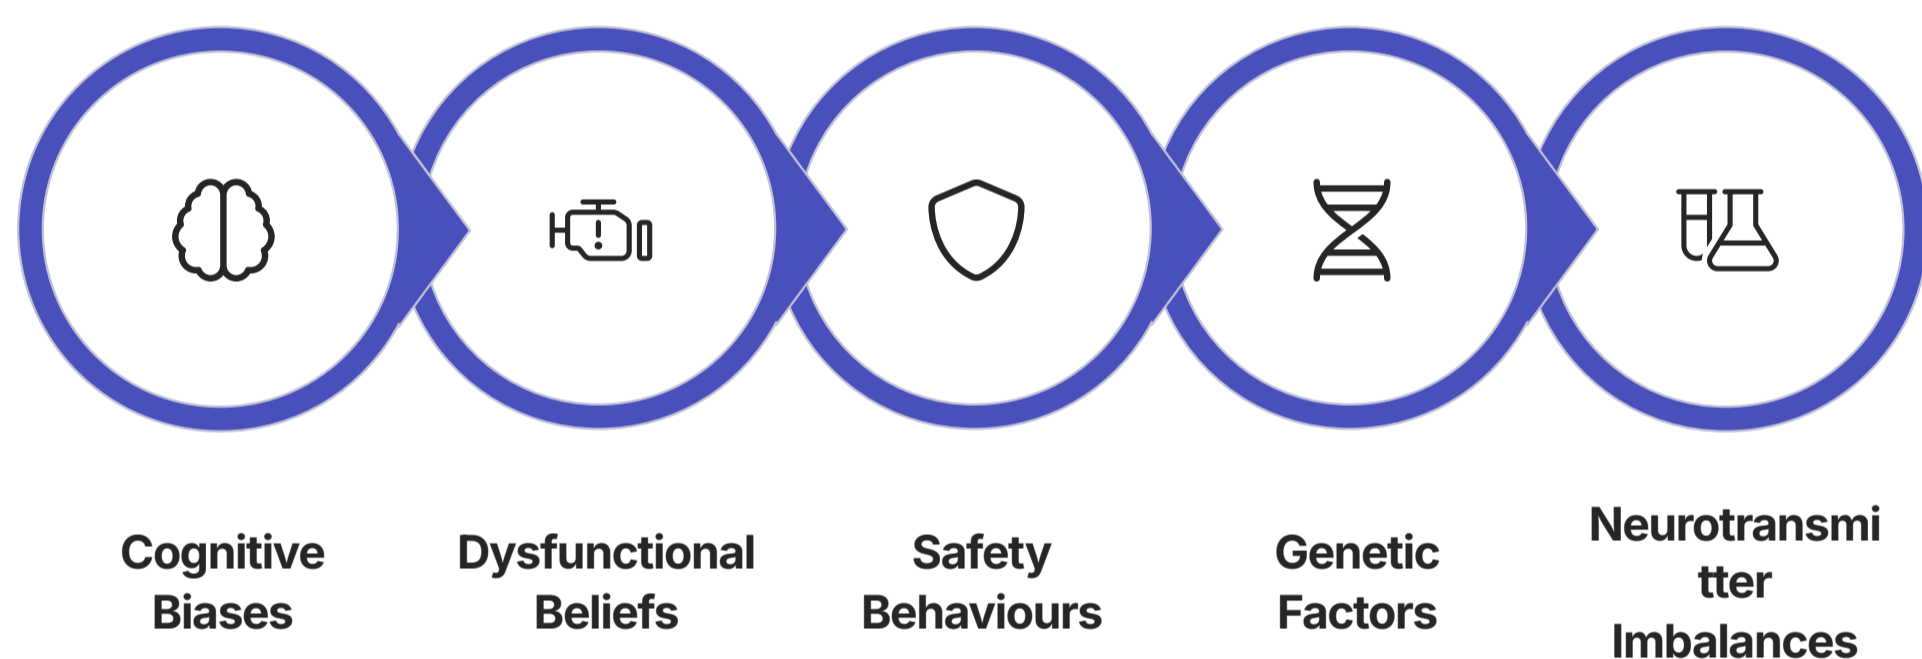 Cognitive
Biases
Dysfunctional
Beliefs
Safety
Behaviours
Genetic
Factors
Neurotransmi
tter
Imbalances